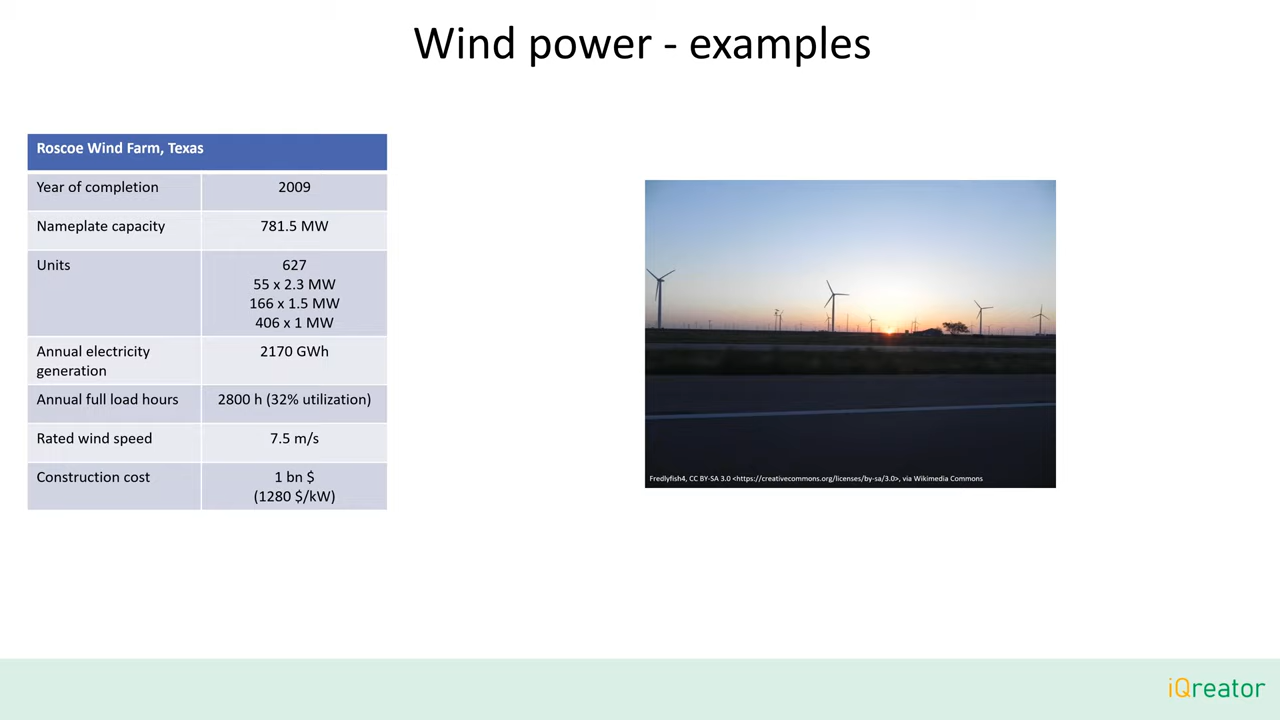 Wind power - examples
Roscoe Wind Farm, Texas
Year of completion 2009
Nameplate capacity 781.5 MW
Units 627
55 x 2.3 MW
166 x 1.5 MW
406 x 1 MW
Annual electricity generation 2170 GWh
Annual full load hours 2800 h (32% utilization)
Rated wind speed 7.5 m/s
Construction cost 1 bn $
(1280 $/kW)
Fredlyfish4, CC BY-SA 3.0 <https://creativecommons.org/licenses/by-sa/3.0>, via Wikimedia Commons
iQreator